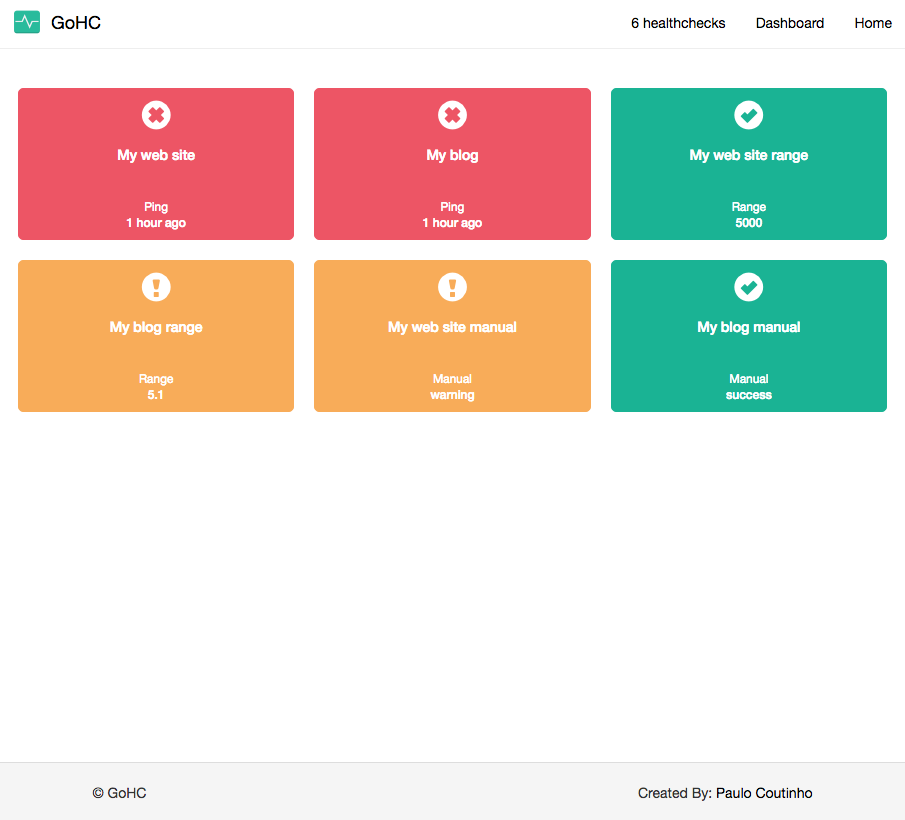 GoHC
6 healthchecks
Dashboard
Home
My web site
Ping
1 hour ago
My blog
Ping
1 hour ago
My web site range
Range
5000
My blog range
Range
5.1
My web site manual
Manual
warning
My blog manual
Manual
success
© GoHC
Created By: Paulo Coutinho